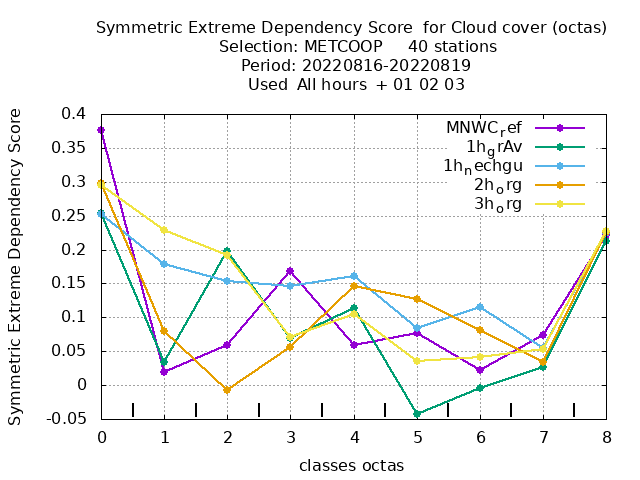 Symmetric Extreme Dependency Score  for Cloud cover (octas)
Selection: METCOOP     40 stations
Period: 20220816-20220819
Used  All hours  + 01 02 03
MNWC_ref
1h_grAv
1h_nechgu
2h_org
3h_org
Symmetric Extreme Dependency Score
0.4
0.35
0.3
0.25
0.2
0.15
0.1
0.05
0
-0.05
0 1 2 3 4 5 6 7 8
classes octas